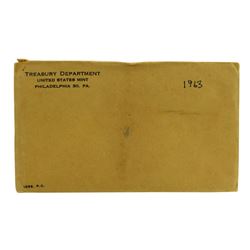 TREASURY DEPARTMENT
UNITED STATES MINT
PHILADELPHIA 30, PA.
1963